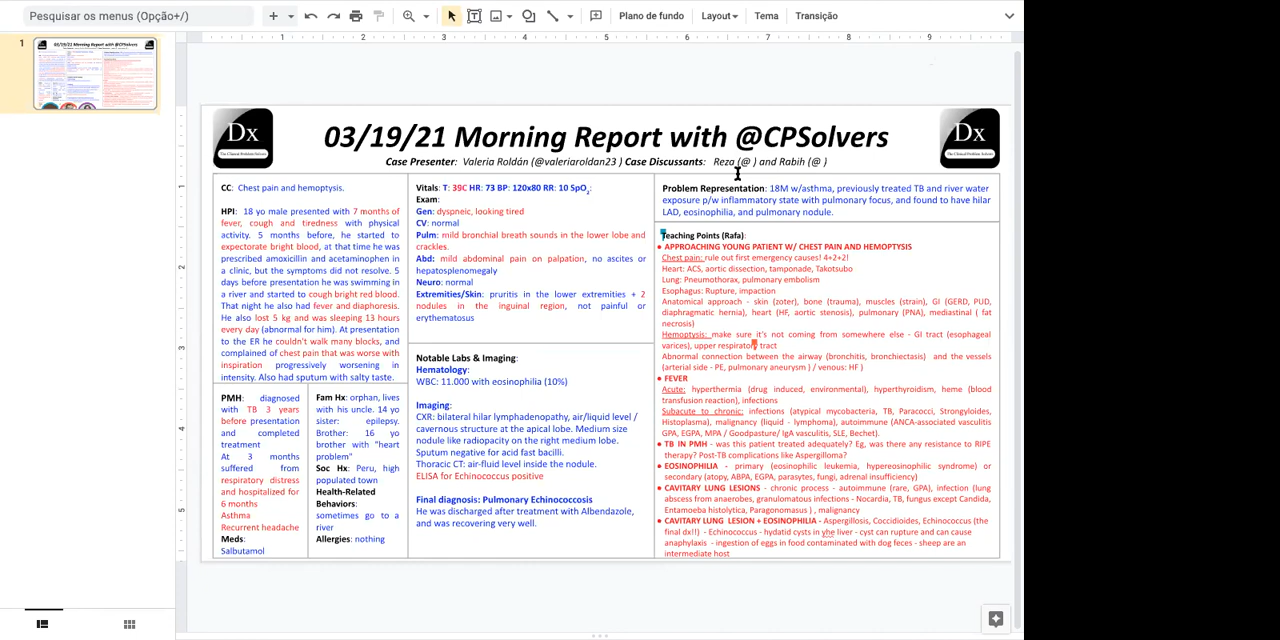 Pesquisar os menus (Opção+/)
Plano de fundo
Layout
Tema
Transição
1
1 2 3 4 5 6 7 8 9
Dx
The Clinical Problem Solvers
03/19/21 Morning Report with @CPSolvers
Case Presenter: Valeria Roldán (@valeriaroldan23 ) Case Discussants: Reza (@ ) and Rabih (@ )
Dx
The Clinical Problem Solvers
CC: Chest pain and hemoptysis.
HPI: 18 yo male presented with 7 months of
fever, cough and tiredness with physical
activity. 5 months before, he started to
expectorate bright blood, at that time he was
prescribed amoxicillin and acetaminophen in
a clinic, but the symptoms did not resolve. 5
days before presentation he was swimming in
a river and started to cough bright red blood.
That night he also had fever and diaphoresis.
He also lost 5 kg and was sleeping 13 hours
every day (abnormal for him). At presentation
to the ER he couldn't walk many blocks, and
complained of chest pain that was worse with
inspiration progressively worsening in
intensity. Also had sputum with salty taste.
PMH: diagnosed
with TB 3 years
before presentation
and completed
treatment
At 3 months
suffered from
respiratory distress
and hospitalized for
6 months
Asthma
Recurrent headache
Meds:
Salbutamol
Fam Hx: orphan, lives
with his uncle. 14 yo
sister: epilepsy.
Brother: 16 yo
brother with "heart
problem"
Soc Hx: Peru, high
populated town
Health-Related
Behaviors:
sometimes go to a
river
Allergies: nothing
Vitals: T: 39C HR: 73 BP: 120x80 RR: 10 SpO2:
Exam:
Gen: dyspneic, looking tired
CV: normal
Pulm: mild bronchial breath sounds in the lower lobe and
crackles.
Abd: mild abdominal pain on palpation, no ascites or
hepatosplenomegaly
Neuro: normal
Extremities/Skin: pruritis in the lower extremities + 2
nodules in the inguinal region, not painful or
erythematosus
Notable Labs & Imaging:
Hematology:
WBC: 11.000 with eosinophilia (10%)
Imaging:
CXR: bilateral hilar lymphadenopathy, air/liquid level /
cavernous structure at the apical lobe. Medium size
nodule like radiopacity on the right medium lobe.
Sputum negative for acid fast bacilli.
Thoracic CT: air-fluid level inside the nodule.
ELISA for Echinococcus positive
Final diagnosis: Pulmonary Echinococcosis
He was discharged after treatment with Albendazole,
and was recovering very well.
Problem Representation: 18M w/asthma, previously treated TB and river water
exposure p/w inflammatory state with pulmonary focus, and found to have hilar
LAD, eosinophilia, and pulmonary nodule.
Teaching Points (Rafa):
• APPROACHING YOUNG PATIENT W/ CHEST PAIN AND HEMOPTYSIS
Chest pain: rule out first emergency causes! 4+2+2!
Heart: ACS, aortic dissection, tamponade, Takotsubo
Lung: Pneumothorax, pulmonary embolism
Esophagus: Rupture, impaction
Anatomical approach - skin (zoter), bone (trauma), muscles (strain), GI (GERD, PUD,
diaphragmatic hernia), heart (HF, aortic stenosis), pulmonary (PNA), mediastinal ( fat
necrosis)
Hemoptysis: make sure it's not coming from somewhere else - GI tract (esophageal
varices), upper respiratory tract
Abnormal connection between the airway (bronchitis, bronchiectasis) and the vessels
(arterial side - PE, pulmonary aneurysm ) / venous: HF )
• FEVER
Acute: hyperthermia (drug induced, environmental), hyperthyroidism, heme (blood
transfusion reaction), infections
Subacute to chronic: infections (atypical mycobacteria, TB, Paracocci, Strongyloides,
Histoplasma), malignancy (liquid - lymphoma), autoimmune (ANCA-associated vasculitis
GPA, EGPA, MPA / Goodpasture/ IgA vasculitis, SLE, Bechet).
• TB IN PMH - was this patient treated adequately? Eg, was there any resistance to RIPE
therapy? Post-TB complications like Aspergilloma?
• EOSINOPHILIA - primary (eosinophilic leukemia, hypereosinophilic syndrome) or
secondary (atopy, ABPA, EGPA, parasytes, fungi, adrenal insufficiency)
• CAVITARY LUNG LESIONS - chronic process - autoimmune (rare, GPA), infection (lung
abscess from anaerobes, granulomatous infections - Nocardia, TB, fungus except Candida,
Entamoeba histolytica, Paragonomasus ) , malignancy
• CAVITARY LUNG LESION + EOSINOPHILIA - Aspergillosis, Coccidioides, Echinococcus (the
final dx!!) - Echinococcus - hydatid cysts in yhe liver - cyst can rupture and can cause
anaphylaxis - ingestion of eggs in food contaminated with dog feces - sheep are an
intermediate host
1 2 3 4 5